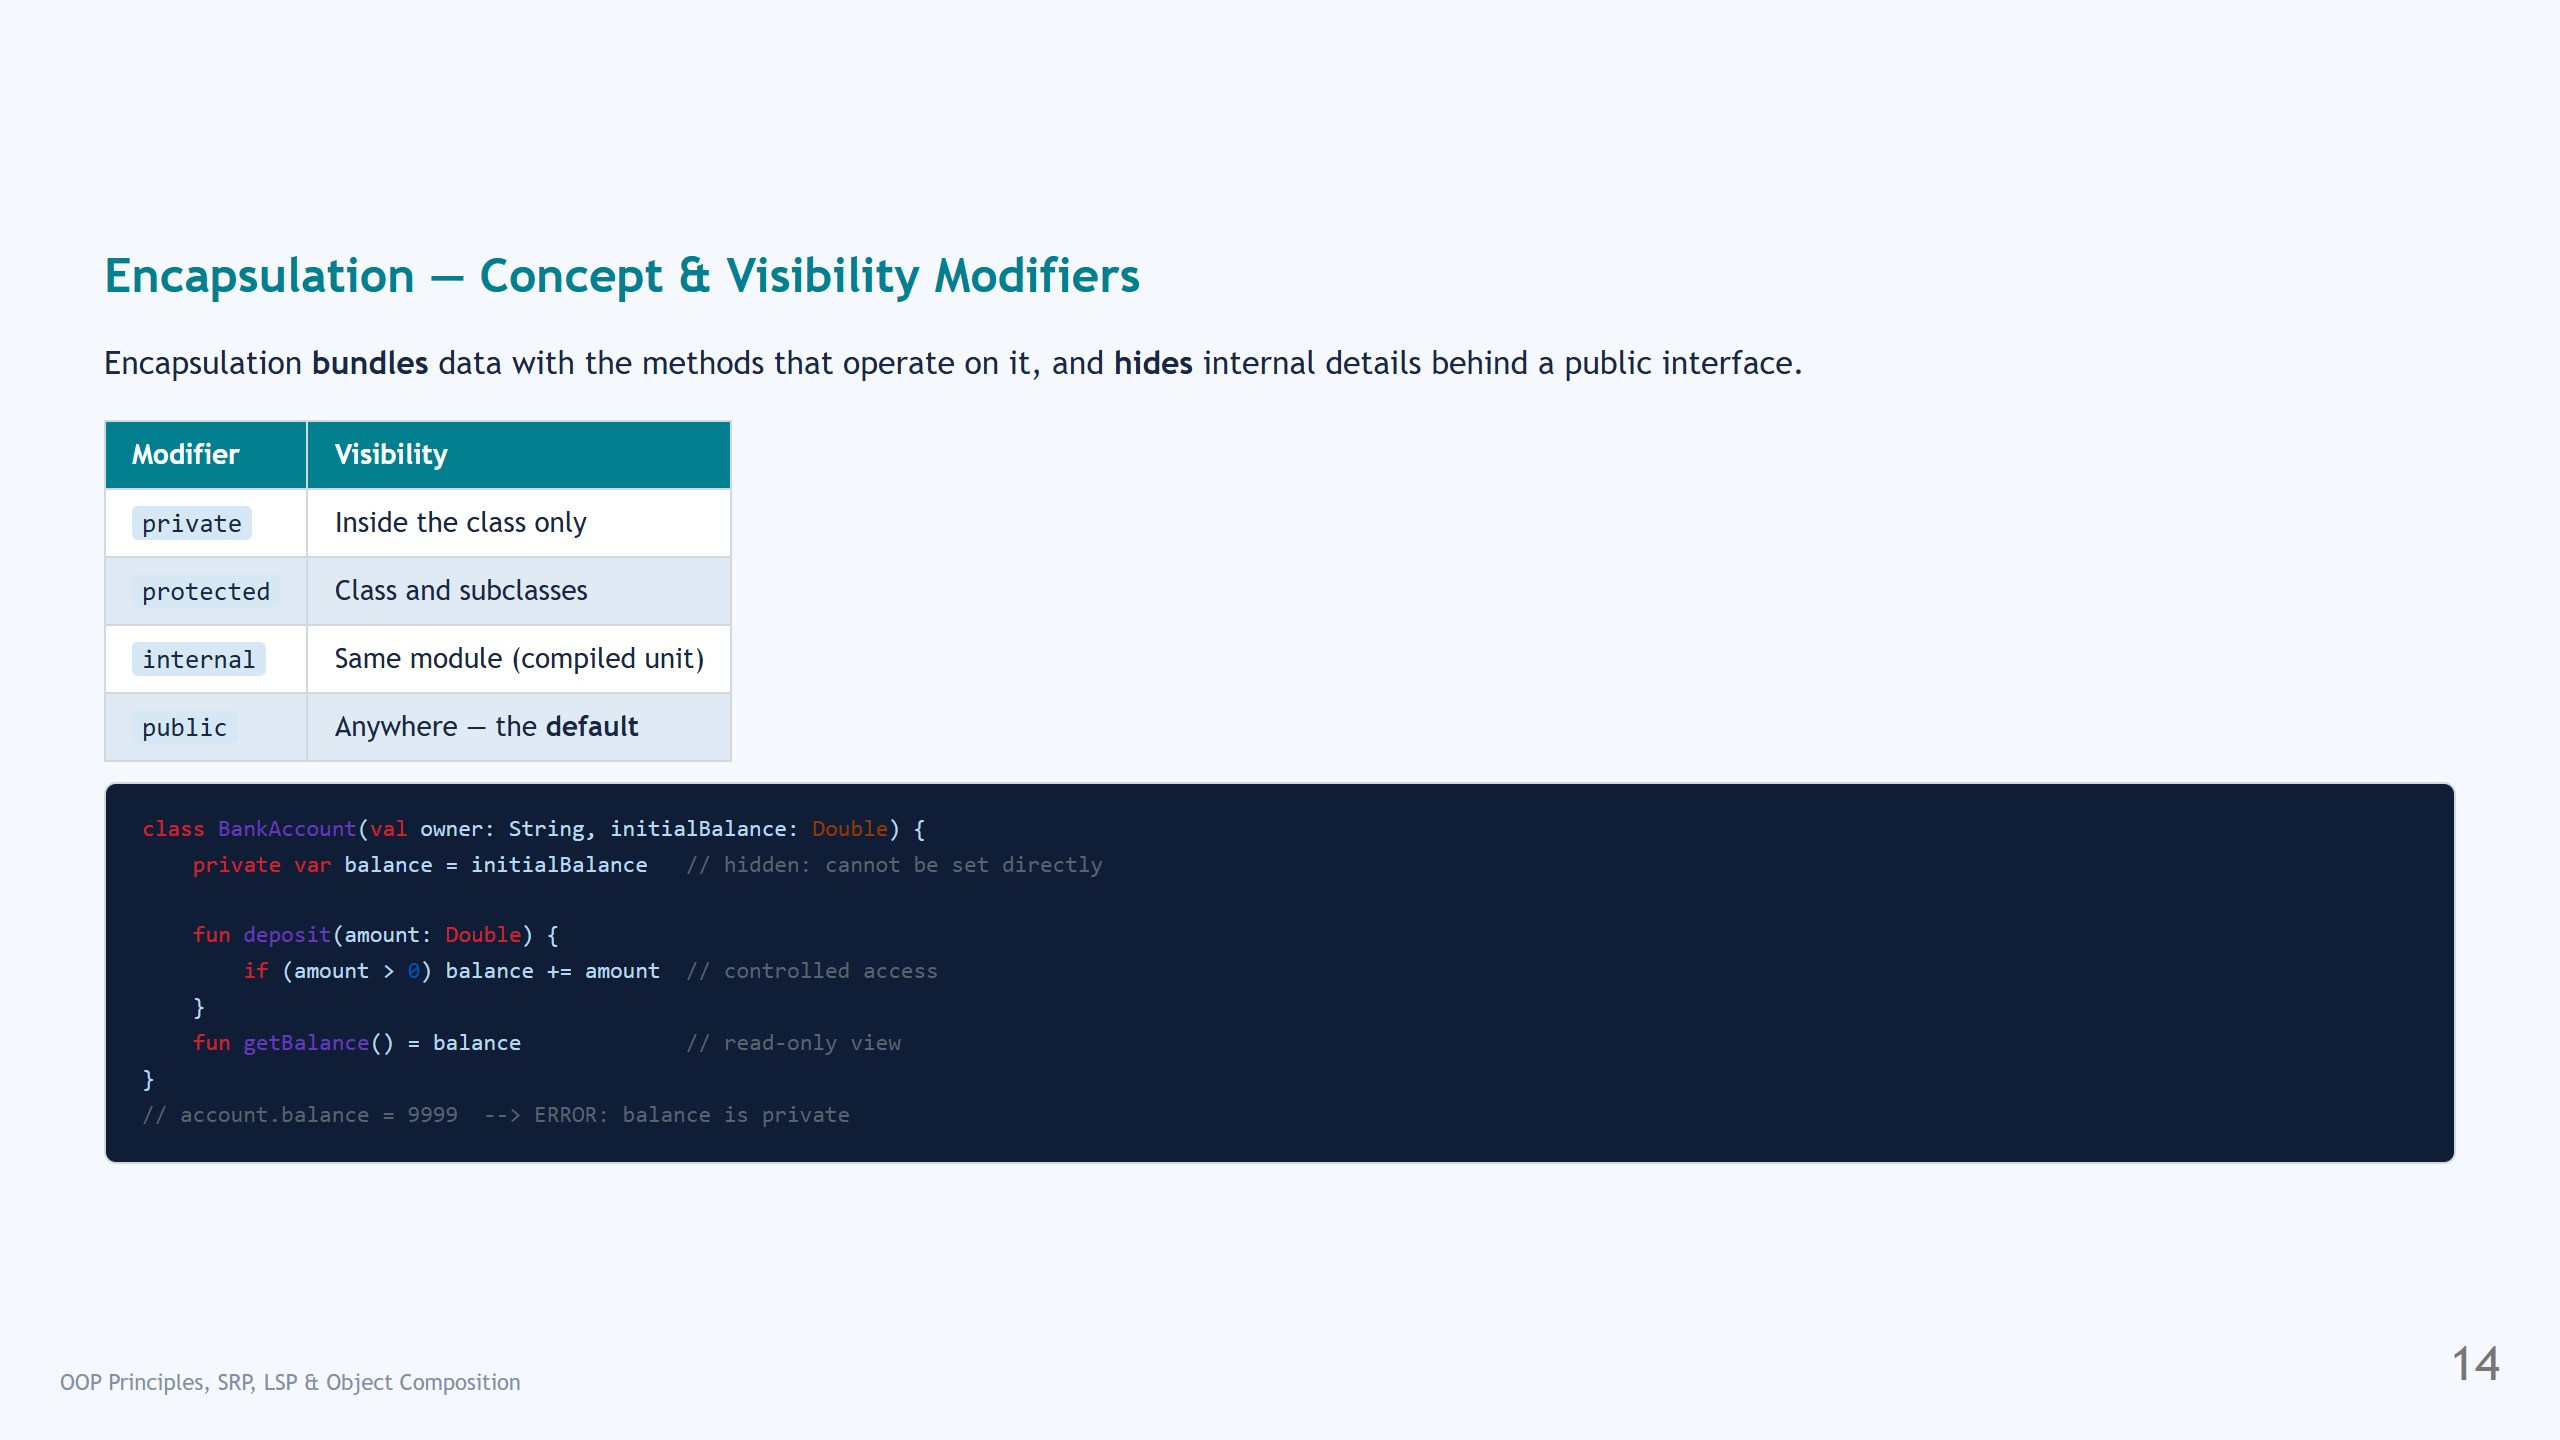 Encapsulation — Concept & Visibility Modifiers
Encapsulation bundles data with the methods that operate on it, and hides internal details behind a public interface.
Modifier Visibility
private Inside the class only
protected Class and subclasses
internal Same module (compiled unit)
public Anywhere — the default
class BankAccount(val owner: String, initialBalance: Double) {
    private var balance = initialBalance   // hidden: cannot be set directly
    fun deposit(amount: Double) {
        if (amount > 0) balance += amount  // controlled access
    }
    fun getBalance() = balance             // read-only view
}
// account.balance = 9999  --> ERROR: balance is private
OOP Principles, SRP, LSP & Object Composition
14